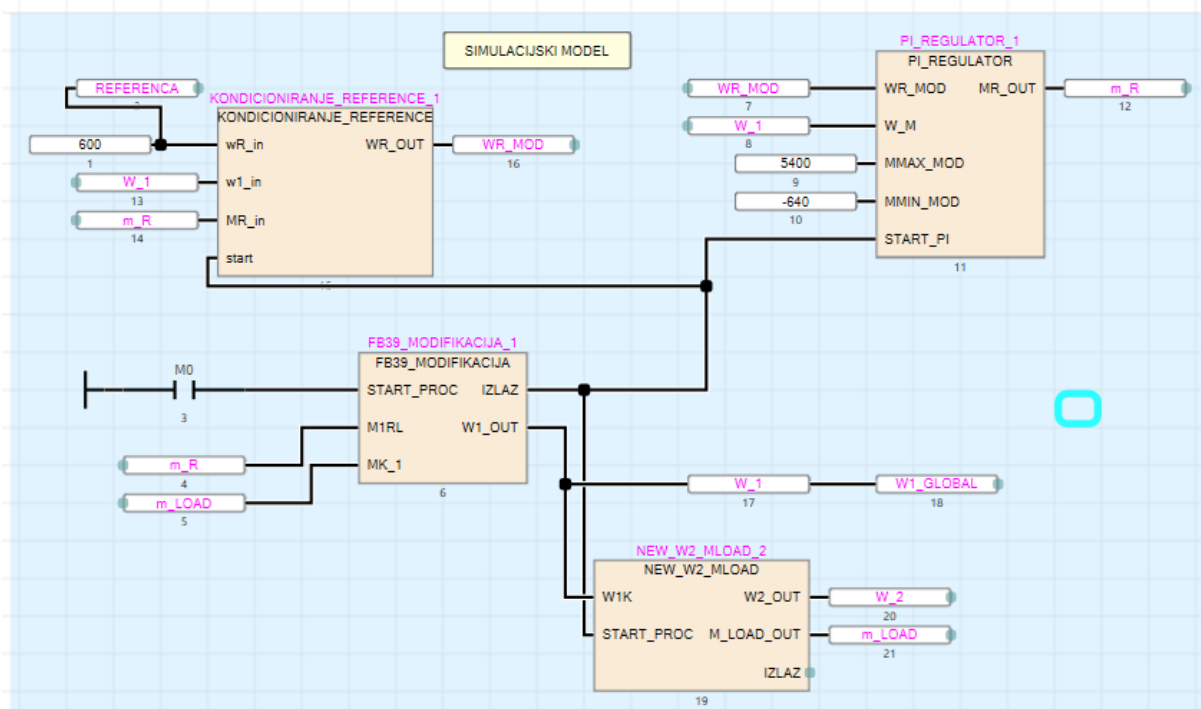 SIMULACIJSKI MODEL
REFERENCA
KONDICIONIRANJE_REFERENCE_1
KONDICIONIRANJE_REFERENCE
600
1
wR_in
WR_OUT
WR_MOD
16
W_1
13
w1_in
m_R
14
MR_in
start
15
PI_REGULATOR_1
PI_REGULATOR
WR_MOD
7
WR_MOD
MR_OUT
m_R
12
W_1
8
W_M
5400
9
MMAX_MOD
-640
10
MMIN_MOD
START_PI
11
FB39_MODIFIKACIJA_1
FB39_MODIFIKACIJA
M0
3
START_PROC
IZLAZ
M1RL
W1_OUT
m_R
4
MK_1
m_LOAD
5
6
W_1
17
W1_GLOBAL
18
NEW_W2_MLOAD_2
NEW_W2_MLOAD
W1K
W2_OUT
W_2
20
START_PROC
M_LOAD_OUT
m_LOAD
21
IZLAZ
19